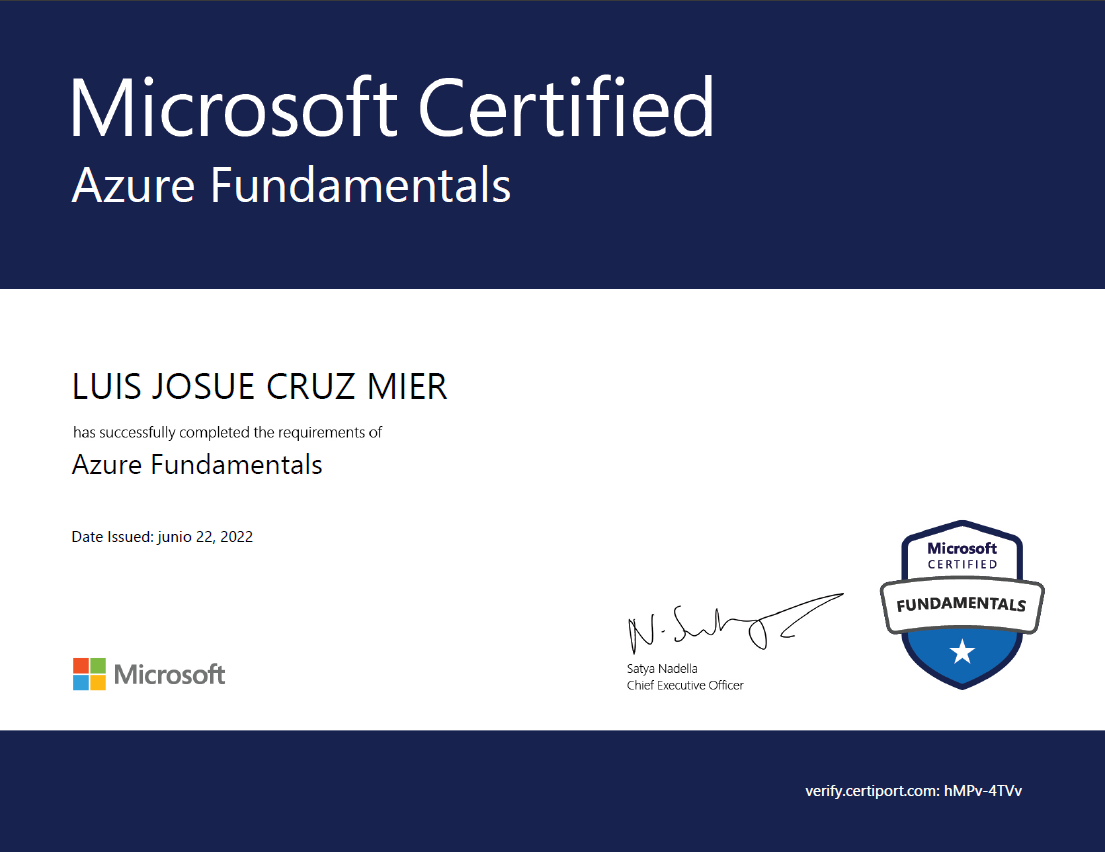 Microsoft Certified
Azure Fundamentals
LUIS JOSUE CRUZ MIER
has successfully completed the requirements of
Azure Fundamentals
Date Issued: junio 22, 2022
Microsoft
CERTIFIED
FUNDAMENTALS
N. Satya
Satya Nadella
Chief Executive Officer
Microsoft
verify.certiport.com: hMPv-4TVv